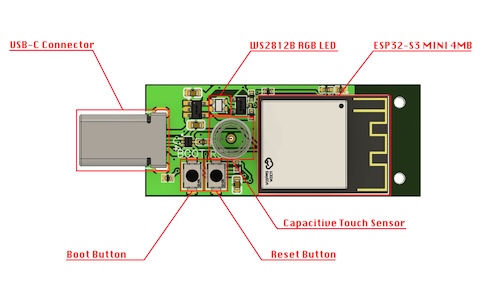 USB-C Connector
WS2812B RGB LED
ESP32-S3 MINI 4MB
Capacitive Touch Sensor
Boot Button
Reset Button